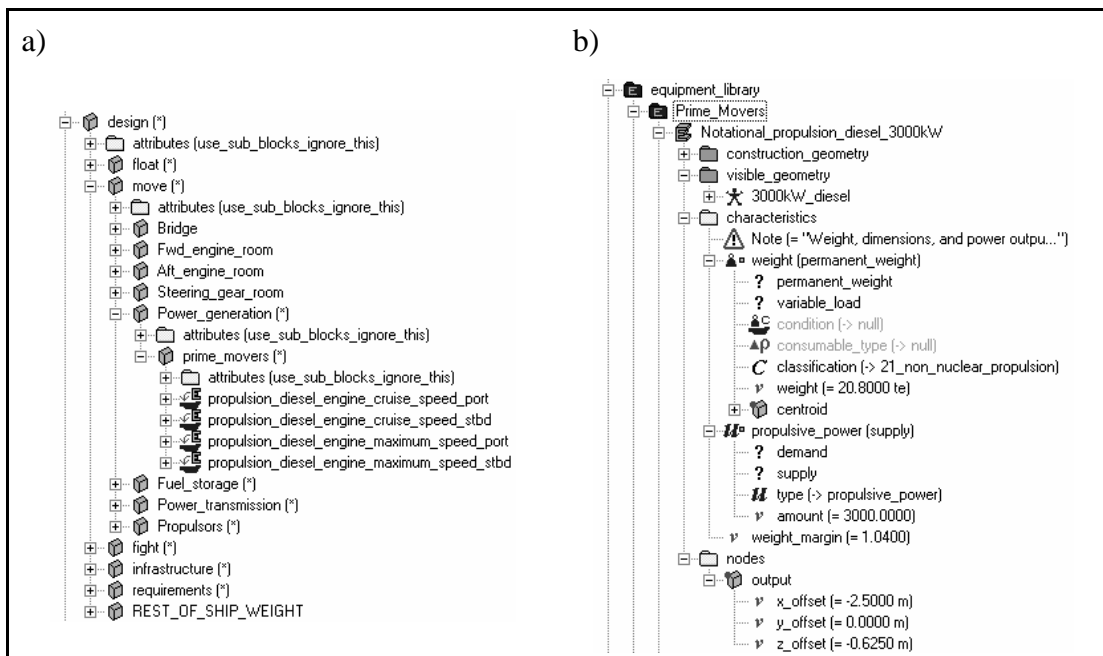 a)
design (*)
attributes (use_sub_blocks_ignore_this)
float (*)
move (*)
attributes (use_sub_blocks_ignore_this)
Bridge
Fwd_engine_room
Aft_engine_room
Steering_gear_room
Power_generation (*)
attributes (use_sub_blocks_ignore_this)
prime_movers (*)
attributes (use_sub_blocks_ignore_this)
propulsion_diesel_engine_cruise_speed_port
propulsion_diesel_engine_cruise_speed_stbd
propulsion_diesel_engine_maximum_speed_port
propulsion_diesel_engine_maximum_speed_stbd
Fuel_storage (*)
Power_transmission (*)
Propulsors (*)
fight (*)
infrastructure (*)
requirements (*)
REST_OF_SHIP_WEIGHT
b)
equipment_library
Prime_Movers
Notational_propulsion_diesel_3000kW
construction_geometry
visible_geometry
3000kW_diesel
characteristics
Note (= "Weight, dimensions, and power outpu...")
weight (permanent_weight)
? permanent_weight
? variable_load
condition (-> null)
consumable_type (-> null)
C classification (-> 21_non_nuclear_propulsion)
v weight (= 20.8000 te)
centroid
propulsive_power (supply)
? demand
? supply
type (-> propulsive_power)
v amount (= 3000.0000)
v weight_margin (= 1.0400)
nodes
output
v x_offset (= -2.5000 m)
v y_offset (= 0.0000 m)
v z_offset (= -0.6250 m)